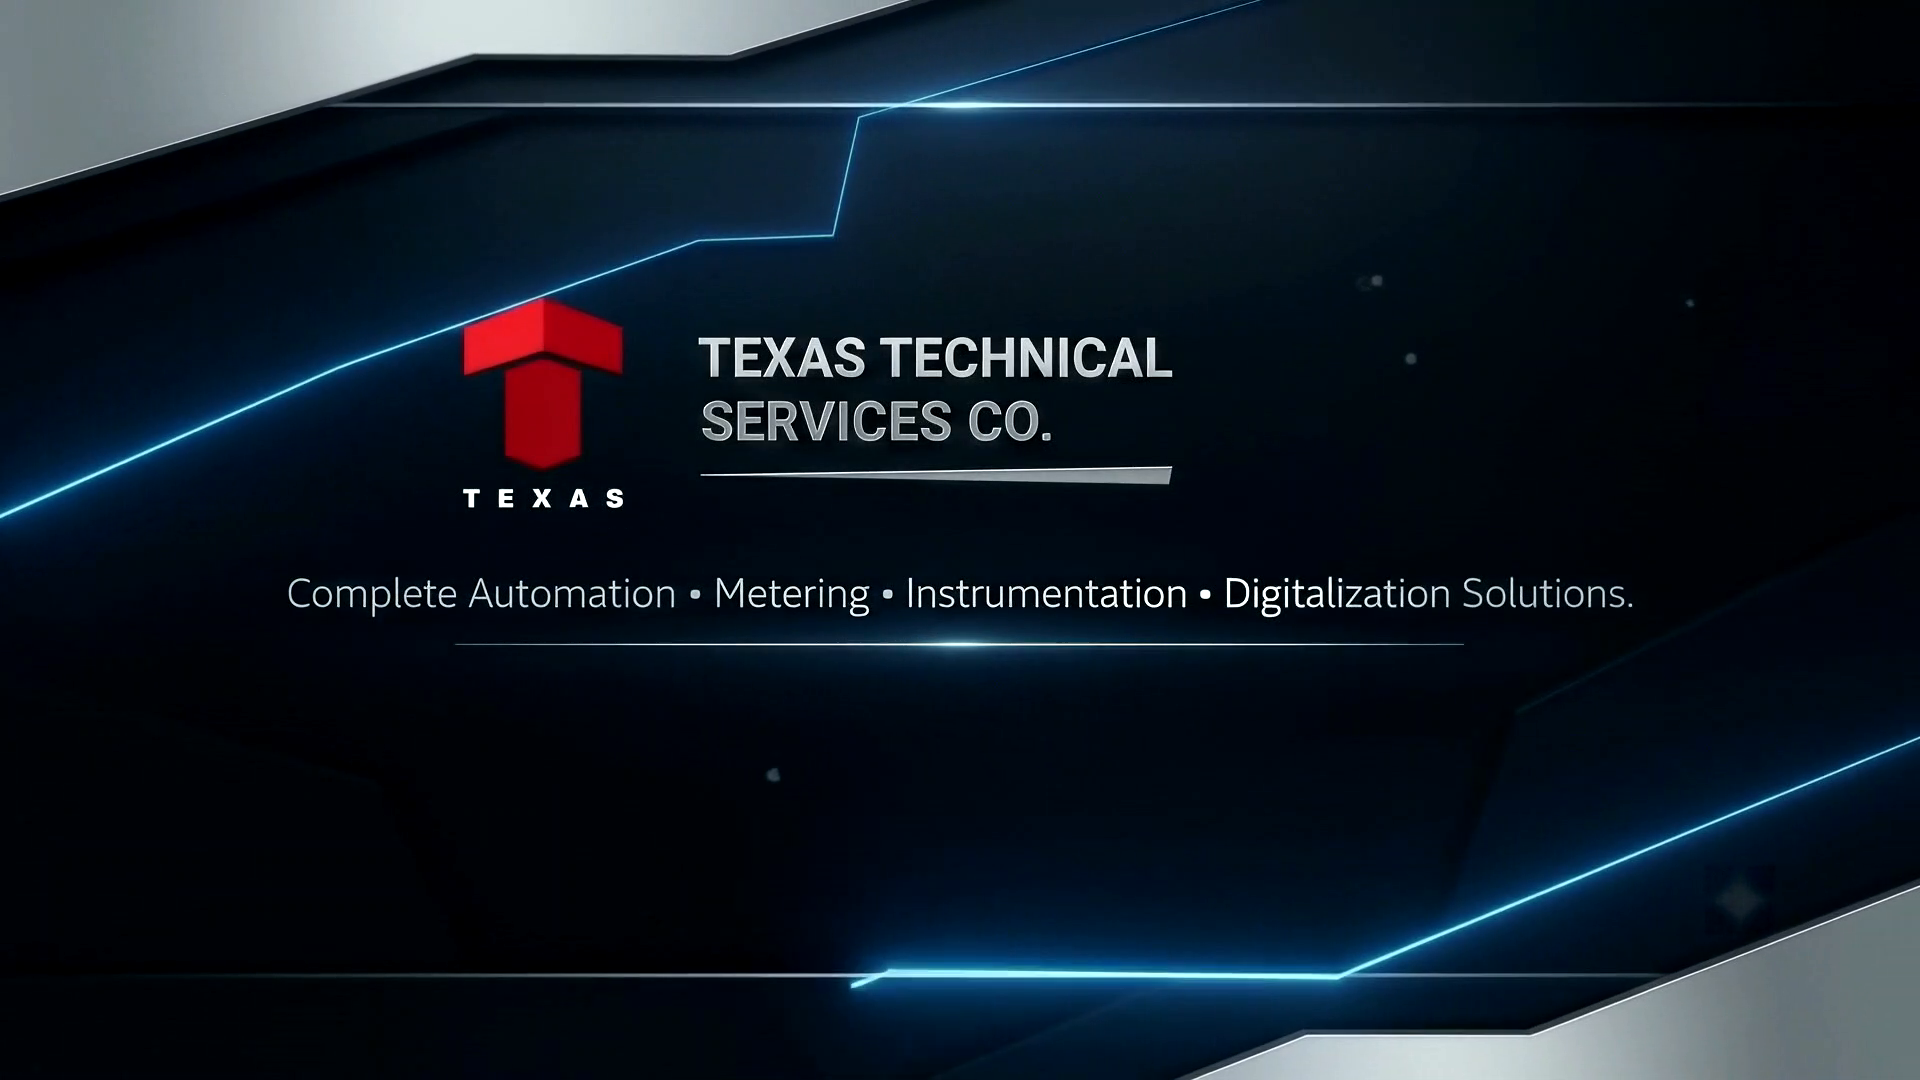 TEXAS TECHNICAL
SERVICES CO.
TEXAS
Complete Automation • Metering • Instrumentation • Digitalization Solutions.